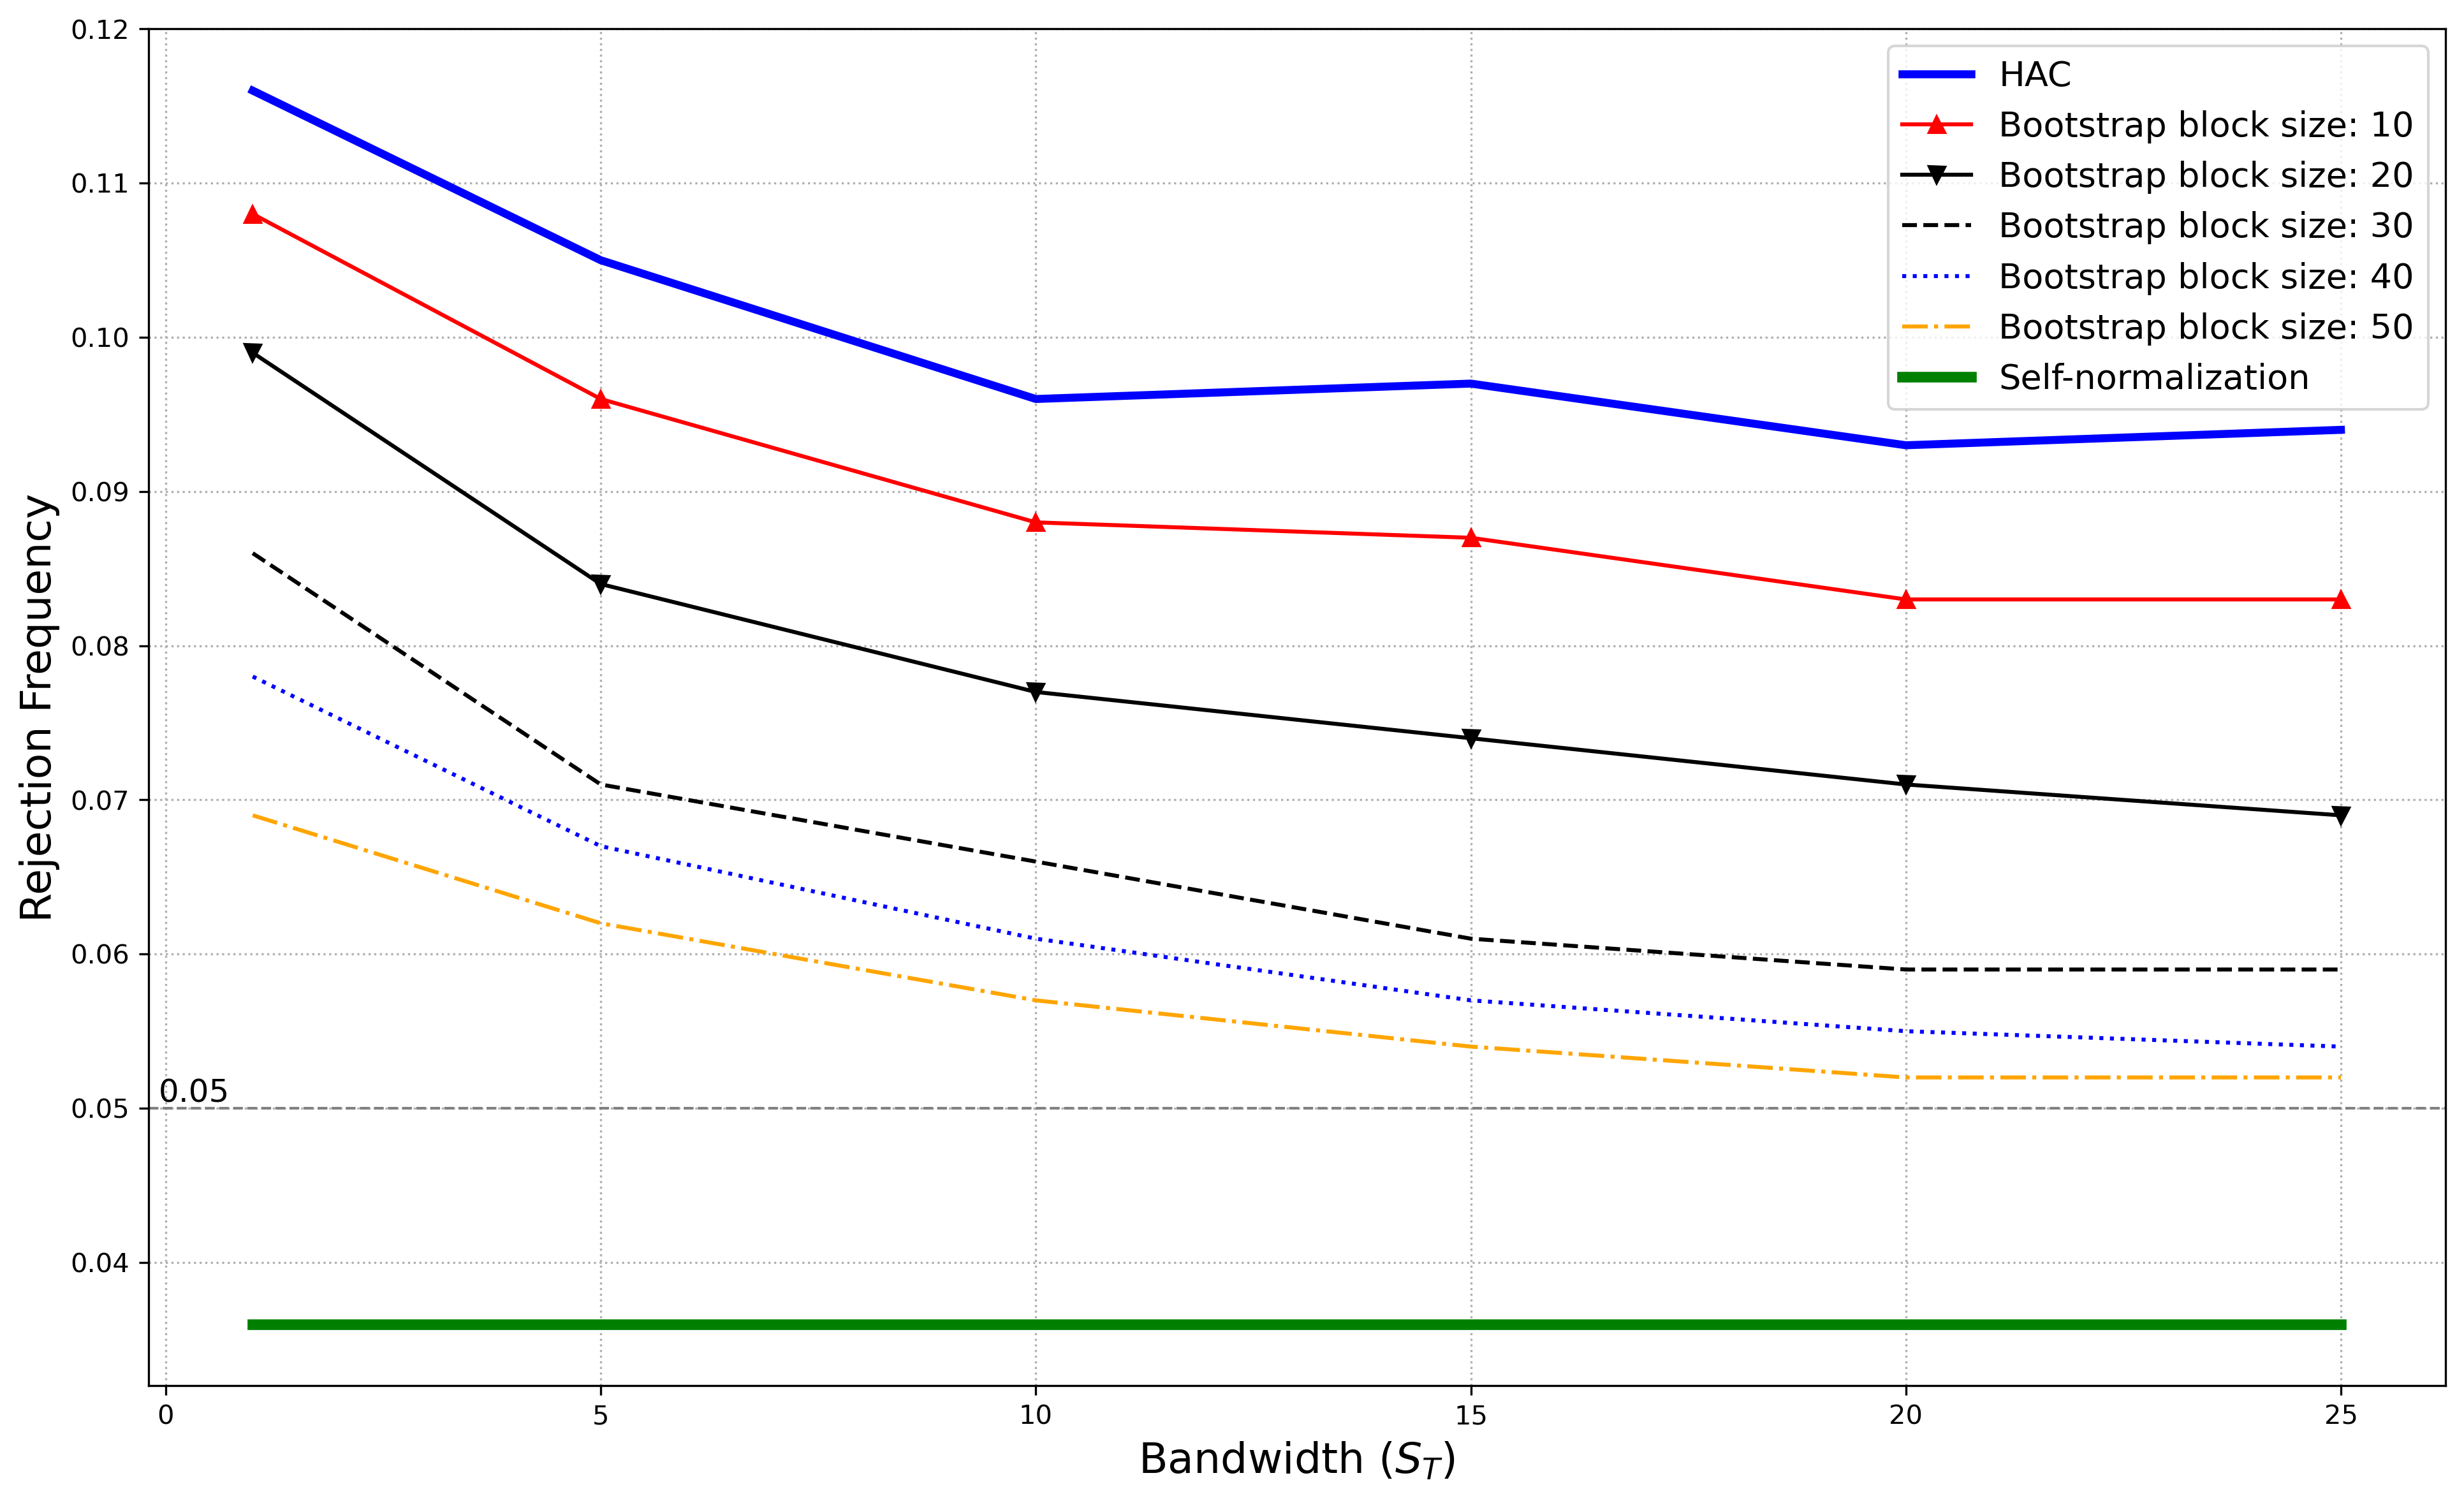 0.12
0.11
0.10
0.09
0.08
0.07
0.06
0.05
0.04
Rejection Frequency
0.05
HAC
Bootstrap block size: 10
Bootstrap block size: 20
Bootstrap block size: 30
Bootstrap block size: 40
Bootstrap block size: 50
Self-normalization
0 5 10 15 20 25
Bandwidth (S_T)